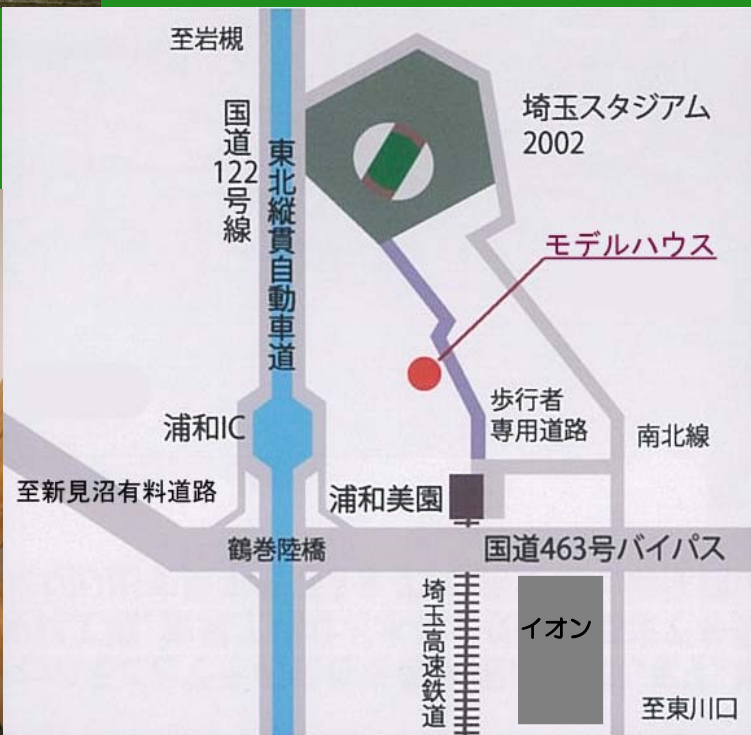 至岩槻
国道122号線
東北縦貫自動車道
埼玉スタジアム
2002
モデルハウス
浦和IC
歩行者
専用道路
南北線
至新見沼有料道路
浦和美園
鶴巻陸橋
国道463号バイパス
埼玉高速鉄道
イオン
至東川口